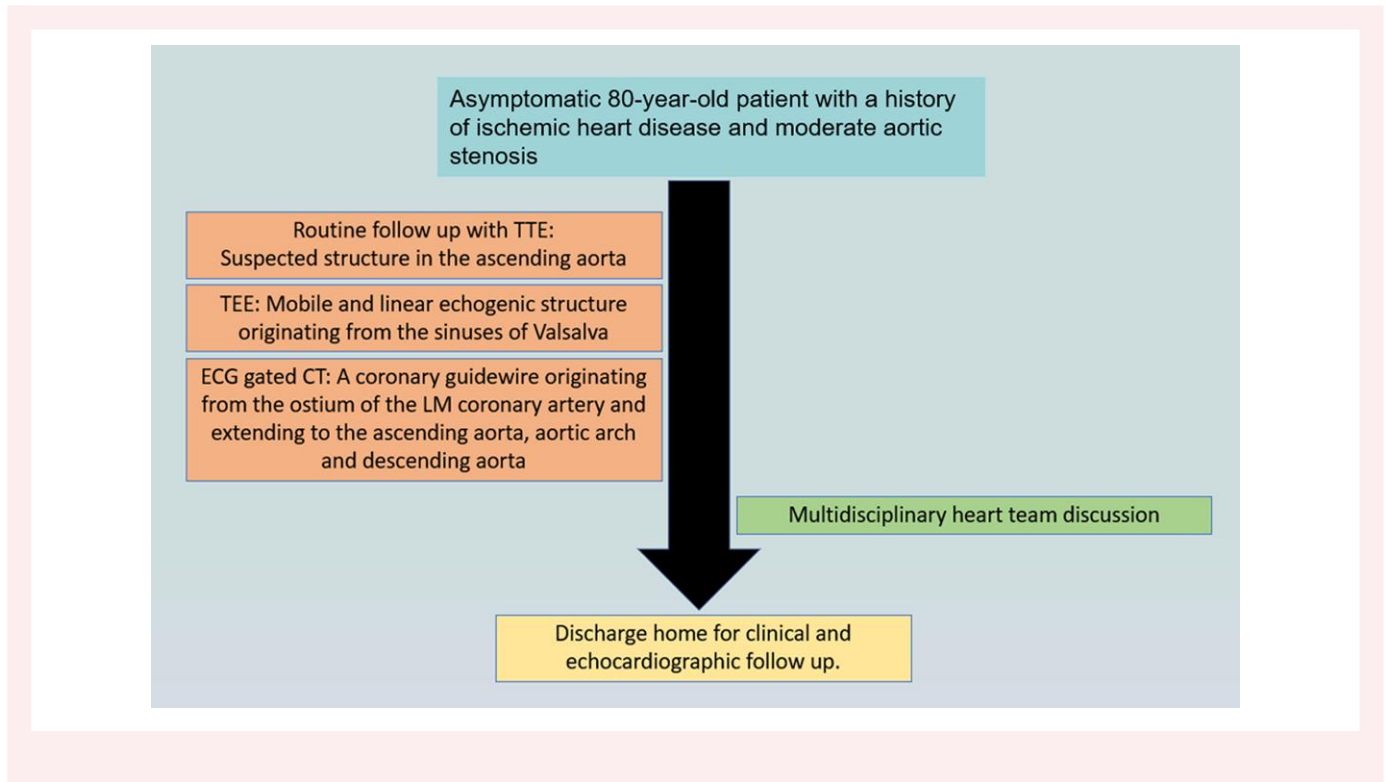 Asymptomatic 80-year-old patient with a history
of ischemic heart disease and moderate aortic
stenosis
Routine follow up with TTE:
Suspected structure in the ascending aorta
TEE: Mobile and linear echogenic structure
originating from the sinuses of Valsalva
ECG gated CT: A coronary guidewire originating
from the ostium of the LM coronary artery and
extending to the ascending aorta, aortic arch
and descending aorta
Multidisciplinary heart team discussion
Discharge home for clinical and
echocardiographic follow up.